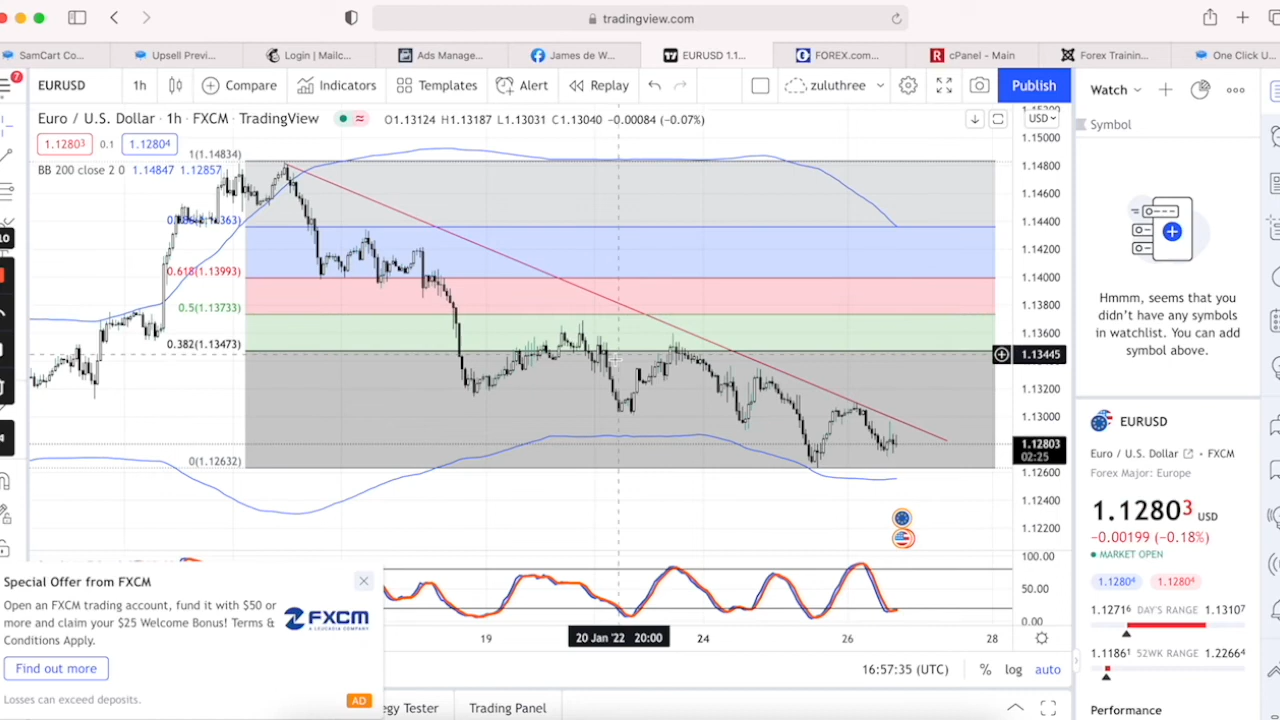 tradingview.com
SamCart Co...
Upsell Previ...
Login | Mailc...
Ads Manage...
James de W...
EURUSD 1.1...
FOREX.com...
cPanel - Main
Forex Trainin...
One Click U...
7
EURUSD
1h
Compare
Indicators
Templates
Alert
Replay
zuluthree
Publish
Watch
Euro / U.S. Dollar · 1h · FXCM · TradingView
O1.13124 H1.13187 L1.13031 C1.13040 -0.00084 (-0.07%)
USD
Symbol
1.12803
0.1
1.12804
BB 200 close 2 0 1.14847 1.12857
1(1.14834)
0.618(1.13993)
0.5(1.13733)
0.382(1.13473)
0(1.12632)
1.15000
1.14800
1.14600
1.14400
1.14200
1.14000
1.13800
1.13600
1.13445
1.13200
1.13000
1.12803
02:25
1.12600
1.12400
1.12200
100.00
50.00
0.00
Hmmm, seems that you
didn't have any symbols
in watchlist. You can add
symbol above.
EURUSD
Euro / U.S. Dollar • FXCM
Forex Major: Europe
1.12803 USD
-0.00199 (-0.18%)
MARKET OPEN
1.12804
1.12804
1.12716 DAY'S RANGE 1.13107
1.11861 52WK RANGE 1.22664
Performance
Special Offer from FXCM
Open an FXCM trading account, fund it with $50 or
more and claim your $25 Welcome Bonus! Terms &
Conditions Apply.
FXCM
A LEUCADIA COMPANY
Find out more
Losses can exceed deposits.
AD
19
20 Jan '22 20:00
24
26
28
16:57:35 (UTC)
%
log
auto
gy Tester
Trading Panel